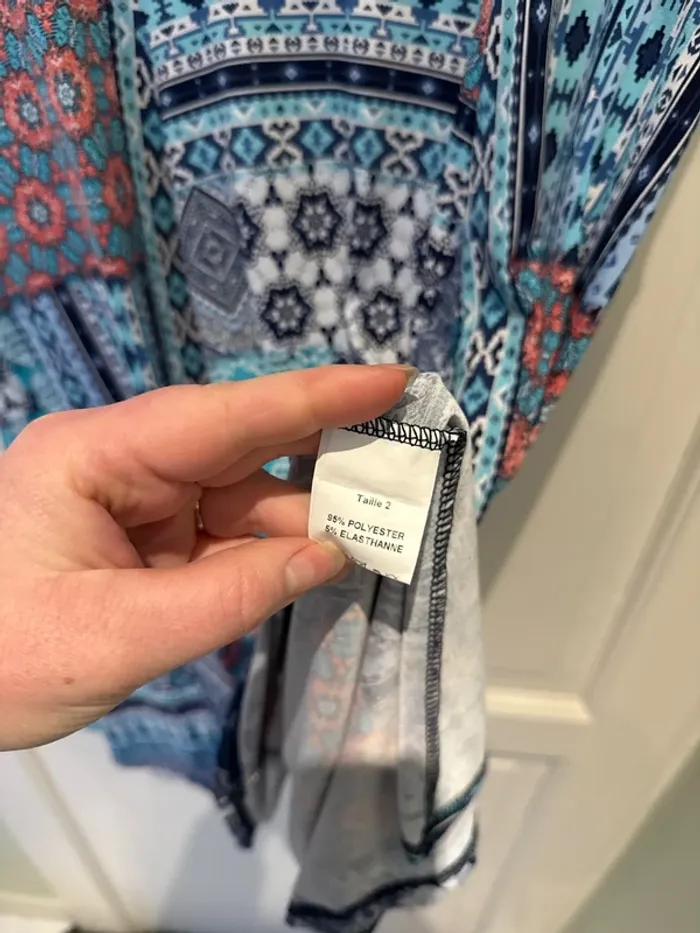 Taille 2
95% POLYESTER
5% ELASTHANNE